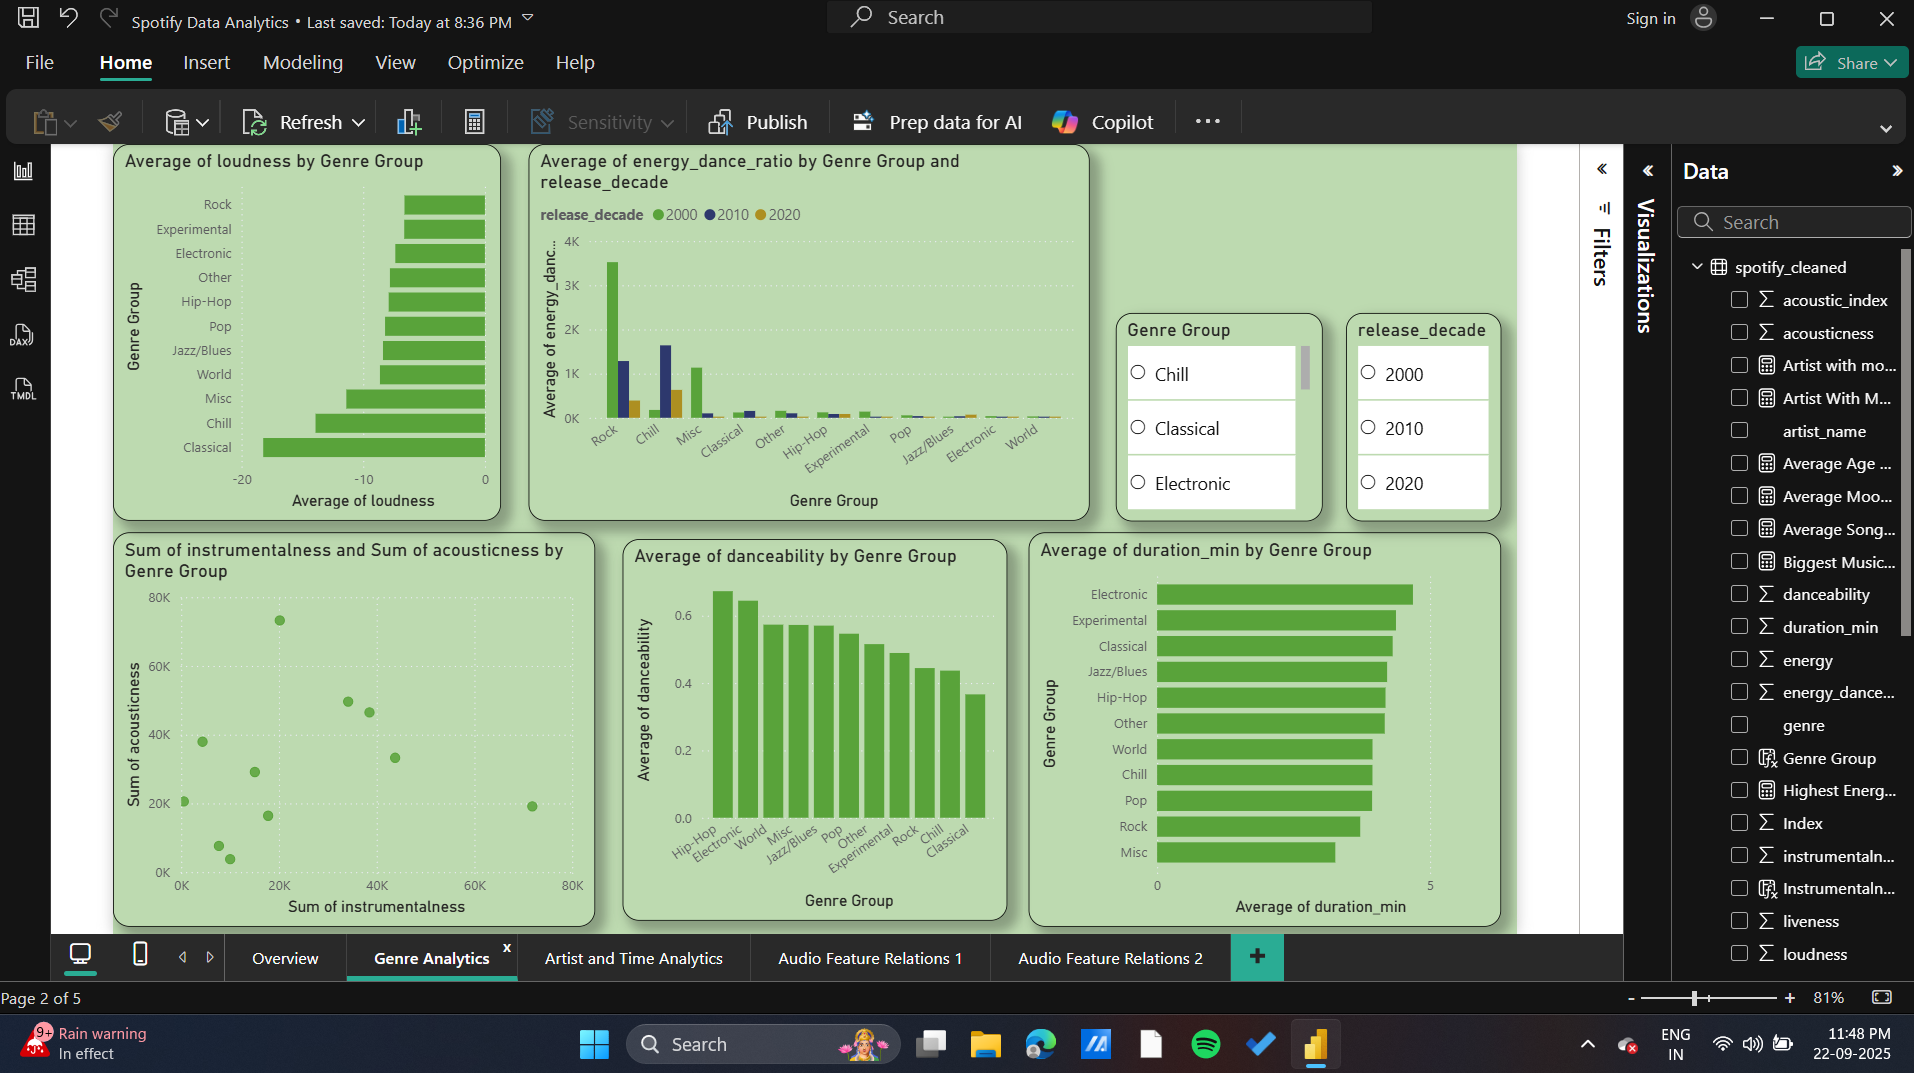 Spotify Data Analytics • Last saved: Today at 8:36 PM
Search
Sign in
File
Home
Insert
Modeling
View
Optimize
Help
Share
Refresh
Sensitivity
Publish
Prep data for AI
Copilot
...
Average of loudness by Genre Group
Genre Group
Rock
Experimental
Electronic
Other
Hip-Hop
Pop
Jazz/Blues
World
Misc
Chill
Classical
-20
-10
0
Average of loudness
Average of energy_dance_ratio by Genre Group and
release_decade
release_decade
2000
2010
2020
Average of energy_danc...
4K
3K
2K
1K
0K
Rock
Chill
Misc
Classical
Other
Hip-Hop
Experimental
Pop
Jazz/Blues
Electronic
World
Genre Group
Genre Group
Chill
Classical
Electronic
release_decade
2000
2010
2020
Sum of instrumentalness and Sum of acousticness by
Genre Group
Sum of acousticness
80K
60K
40K
20K
0K
0K
20K
40K
60K
80K
Sum of instrumentalness
Average of danceability by Genre Group
Average of danceability
0.6
0.4
0.2
0.0
Hip-Hop
Electronic
World
Misc
Jazz/Blues
Pop
Other
Experimental
Rock
Chill
Classical
Genre Group
Average of duration_min by Genre Group
Genre Group
Electronic
Experimental
Classical
Jazz/Blues
Hip-Hop
Other
World
Chill
Pop
Rock
Misc
0
5
Average of duration_min
Filters
Visualizations
Data
Search
spotify_cleaned
acoustic_index
acousticness
Artist with mo...
Artist With M...
artist_name
Average Age ...
Average Moo...
Average Song...
Biggest Music...
danceability
duration_min
energy
energy_dance...
genre
Genre Group
Highest Energ...
Index
instrumentaln...
Instrumentaln...
liveness
loudness
DAX
TMDL
Overview
Genre Analytics
x
Artist and Time Analytics
Audio Feature Relations 1
Audio Feature Relations 2
+
Page 2 of 5
- + 81%
9+
Rain warning
In effect
Search
ENG
IN
11:48 PM
22-09-2025